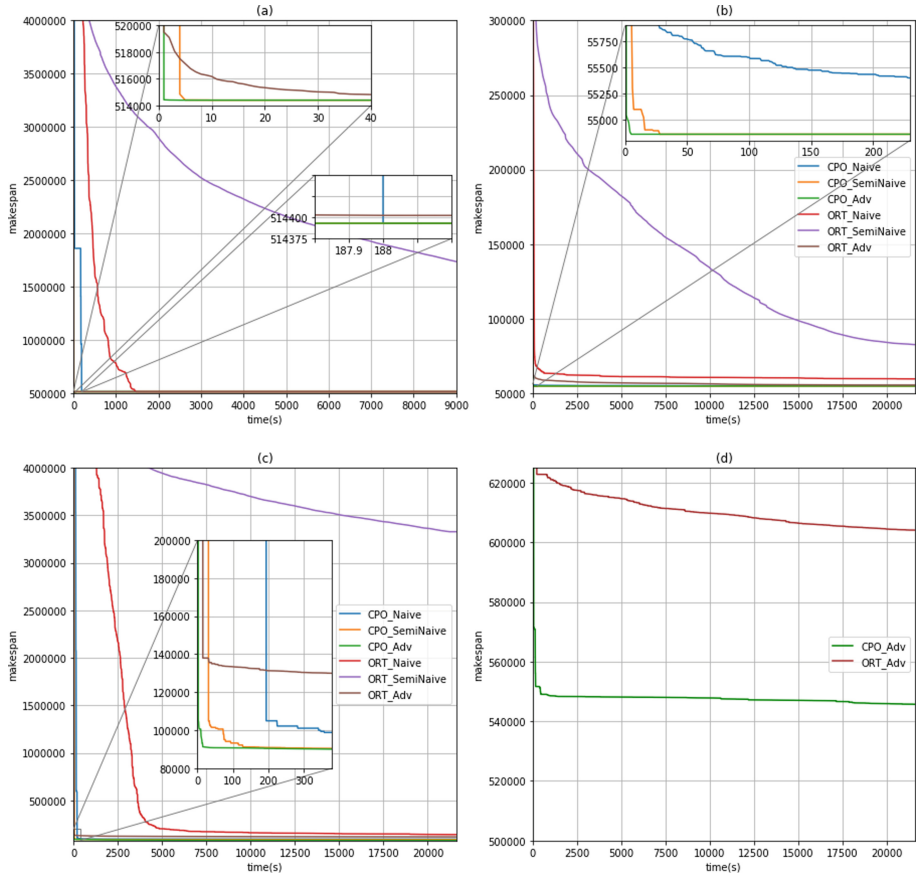 (a)
4000000
3500000
3000000
2500000
2000000
1500000
1000000
500000
makespan
520000
518000
516000
514000
0 10 20 30 40
514400
514375
187.9 188
0 1000 2000 3000 4000 5000 6000 7000 8000 9000
time(s)
(b)
300000
250000
200000
150000
100000
50000
makespan
55750
55500
55250
55000
0 50 100 150 200
CPO_Naive
CPO_SemiNaive
CPO_Adv
ORT_Naive
ORT_SemiNaive
ORT_Adv
0 2500 5000 7500 10000 12500 15000 17500 20000
time(s)
(c)
4000000
3500000
3000000
2500000
2000000
1500000
1000000
500000
makespan
200000
180000
160000
140000
120000
100000
80000
0 100 200 300
CPO_Naive
CPO_SemiNaive
CPO_Adv
ORT_Naive
ORT_SemiNaive
ORT_Adv
0 2500 5000 7500 10000 12500 15000 17500 20000
time(s)
(d)
620000
600000
580000
560000
540000
520000
500000
makespan
CPO_Adv
ORT_Adv
0 2500 5000 7500 10000 12500 15000 17500 20000
time(s)